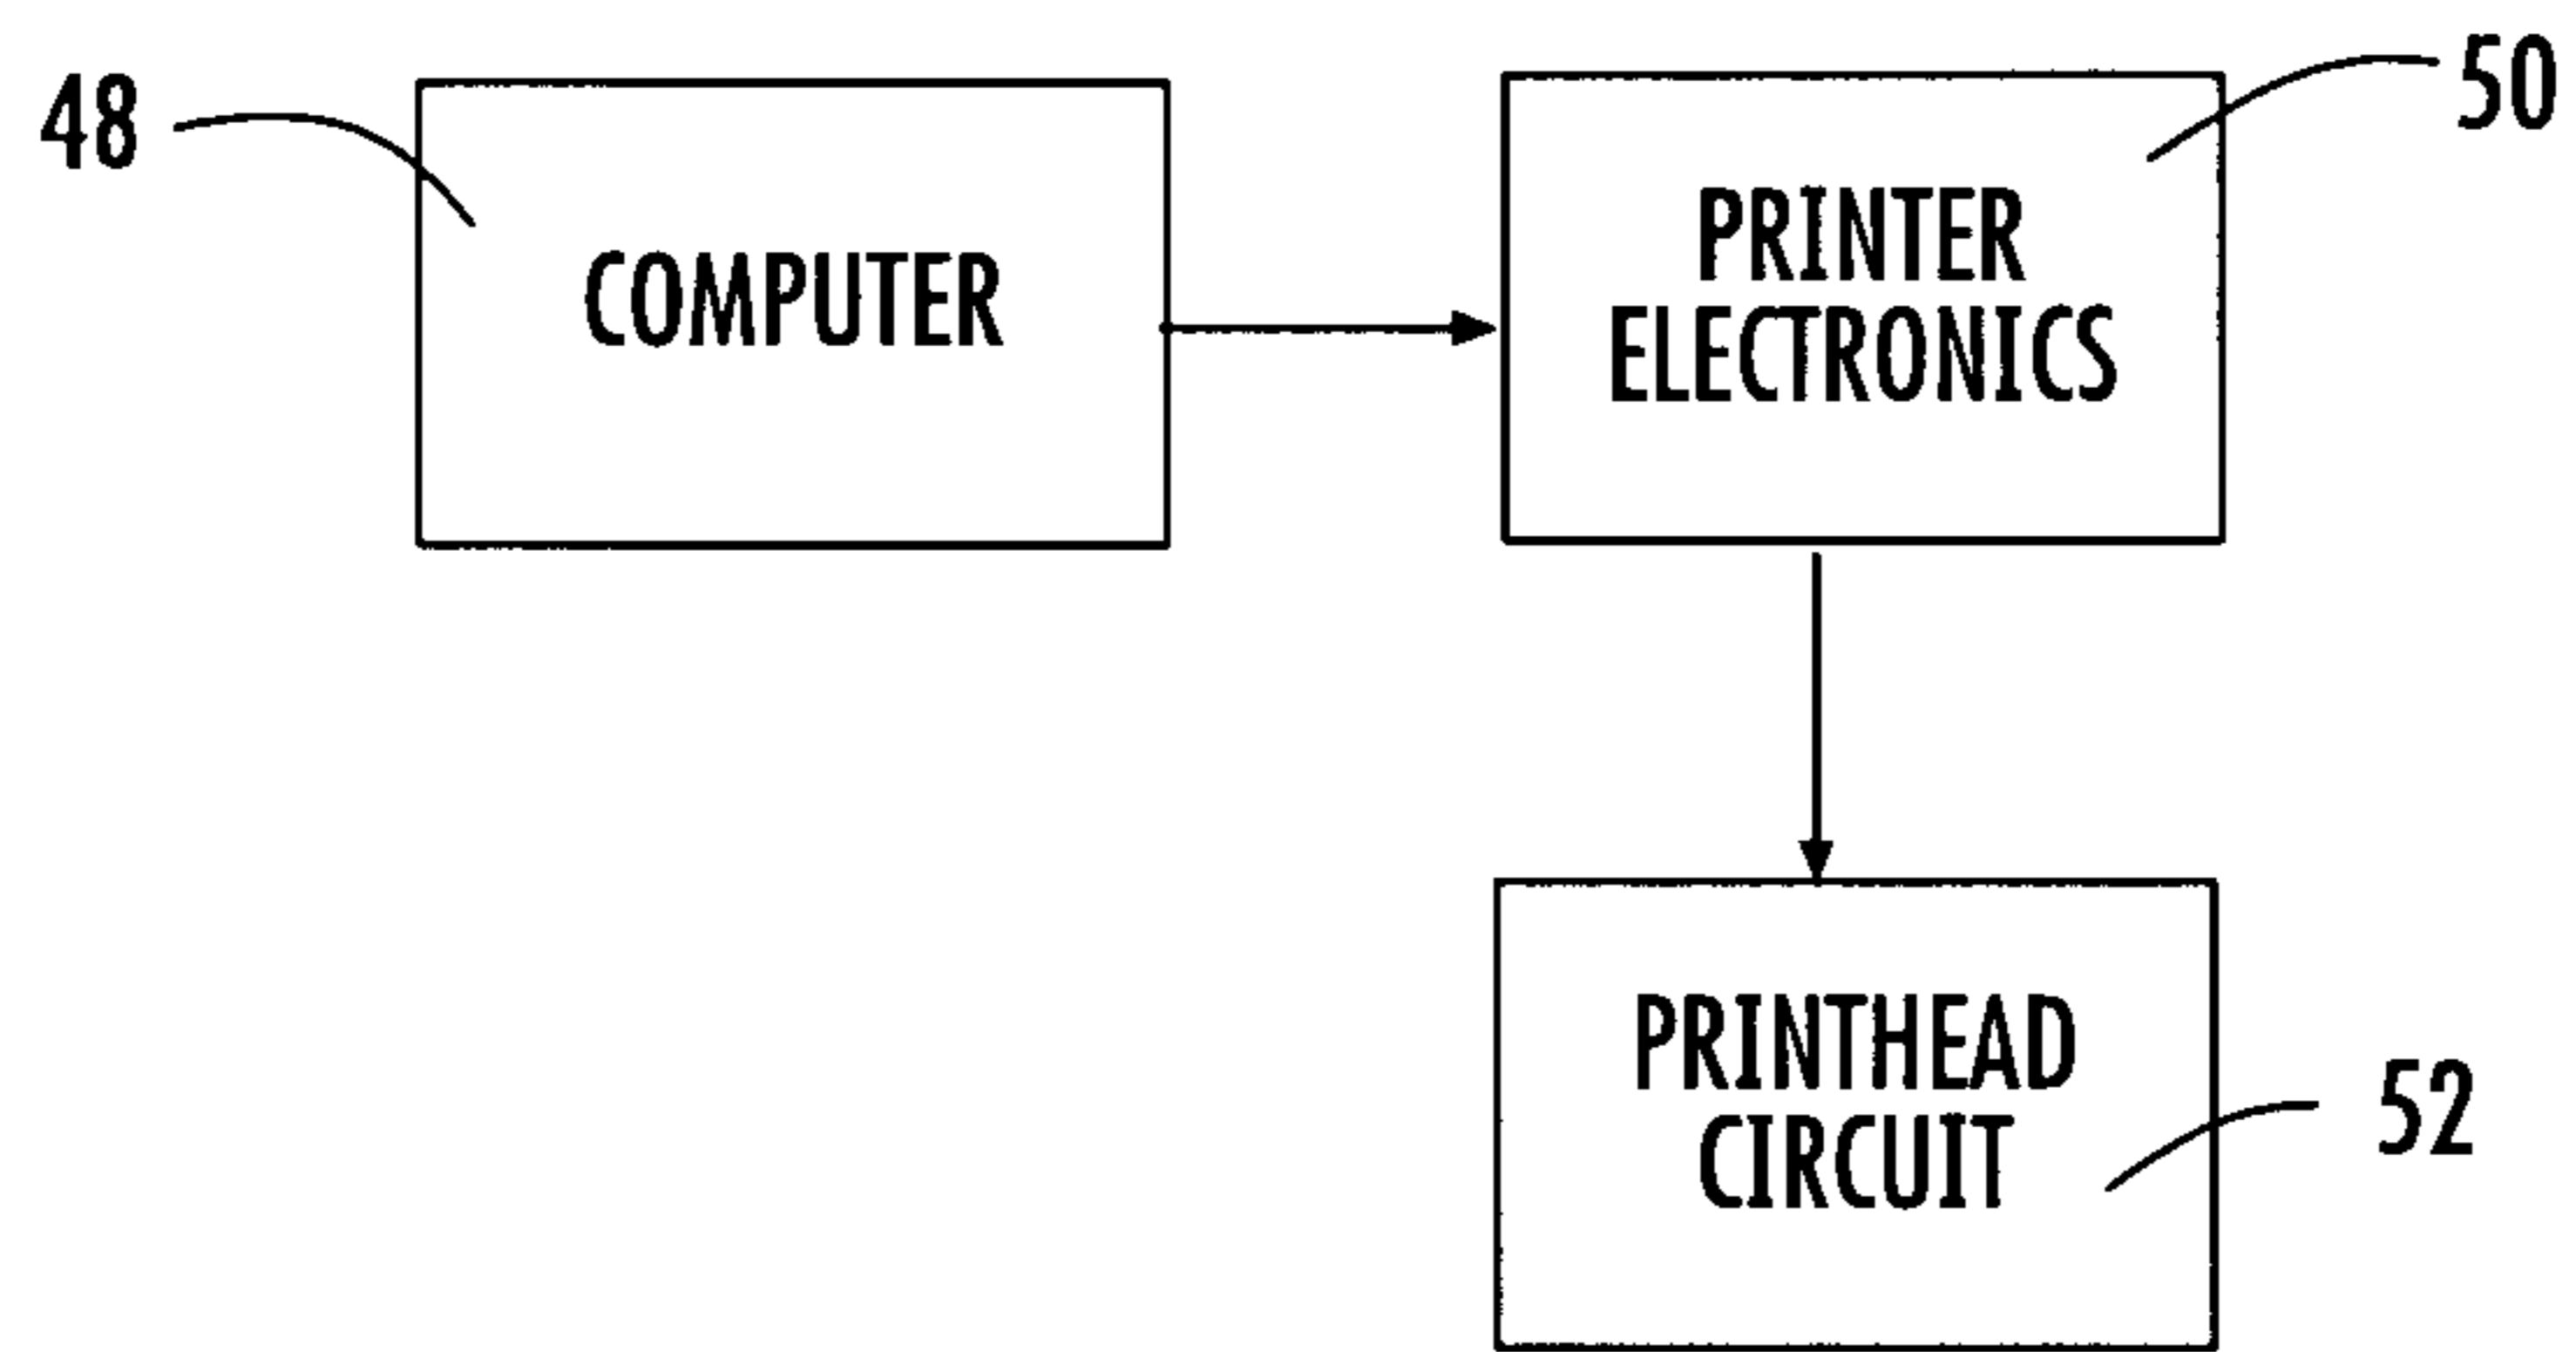 48
COMPUTER
50
PRINTER
ELECTRONICS
PRINTHEAD
CIRCUIT
52